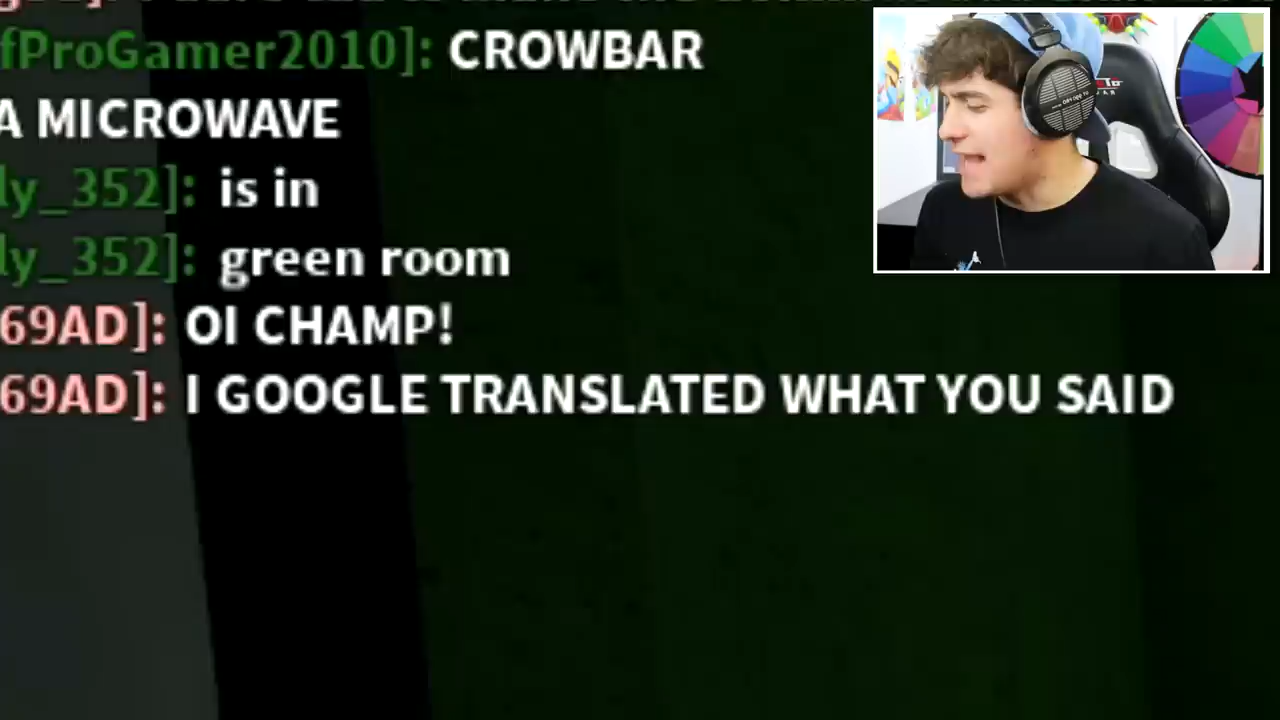 fProGamer2010]: CROWBAR
A MICROWAVE
ly_352]: is in
ly_352]: green room
69AD]: OI CHAMP!
69AD]: I GOOGLE TRANSLATED WHAT YOU SAID